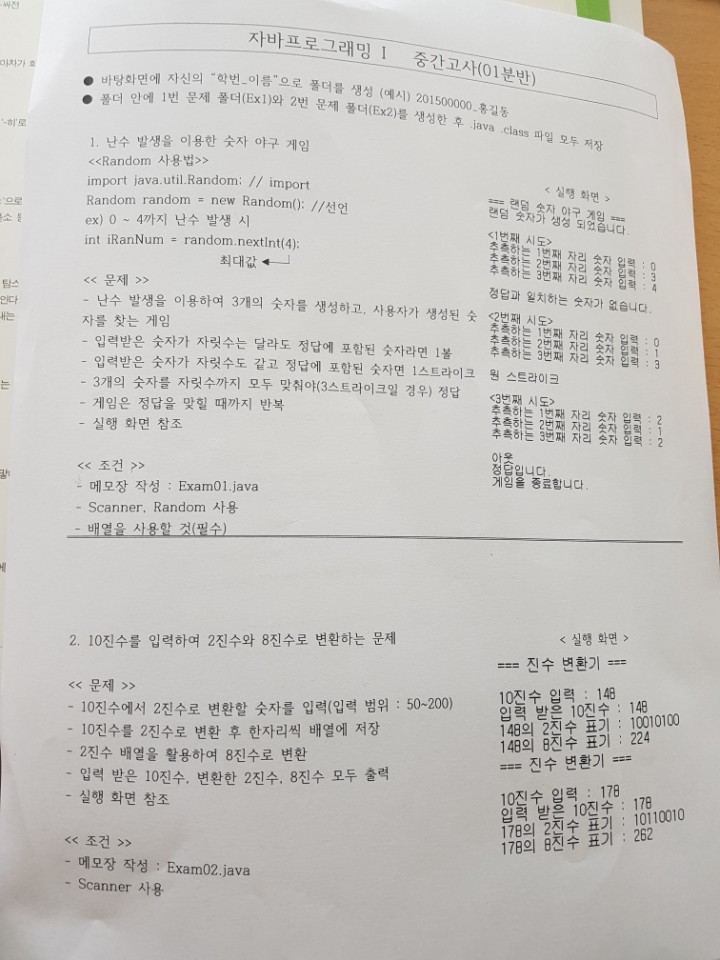 자바프로그래밍 I 중간고사(01분반)
● 바탕화면에 자신의 "학번_이름"으로 폴더를 생성 (예시) 201500000_홍길동
● 폴더 안에 1번 문제 폴더(Ex1)와 2번 문제 폴더(Ex2)를 생성한 후 .java .class 파일 모두 저장
1. 난수 발생을 이용한 숫자 야구 게임
<<Random 사용법>>
import java.util.Random; // import
Random random = new Random(); //선언
ex) 0 ~ 4까지 난수 발생 시
int iRanNum = random.nextInt(4);
최대값
<< 문제 >>
- 난수 발생을 이용하여 3개의 숫자를 생성하고, 사용자가 생성된 숫
자를 찾는 게임
- 입력받은 숫자가 자릿수는 달라도 정답에 포함된 숫자라면 1볼
- 입력받은 숫자가 자릿수도 같고 정답에 포함된 숫자면 1스트라이크
- 3개의 숫자를 자릿수까지 모두 맞춰야(3스트라이크일 경우) 정답
- 게임은 정답을 맞힐 때까지 반복
- 실행 화면 참조
<< 조건 >>
- 메모장 작성 : Exam01.java
- Scanner, Random 사용
- 배열을 사용할 것(필수)
< 실행 화면 >
=== 랜덤 숫자 야구 게임 ===
랜덤 숫자가 생성 되었습니다.
<1번째 시도>
추측하는 1번째 자리 숫자 입력 : 0
추측하는 2번째 자리 숫자 입력 : 3
추측하는 3번째 자리 숫자 입력 : 4
정답과 일치하는 숫자가 없습니다.
<2번째 시도>
추측하는 1번째 자리 숫자 입력 : 0
추측하는 2번째 자리 숫자 입력 : 1
추측하는 3번째 자리 숫자 입력 : 3
원 스트라이크
<3번째 시도>
추측하는 1번째 자리 숫자 입력 : 2
추측하는 2번째 자리 숫자 입력 : 1
추측하는 3번째 자리 숫자 입력 : 2
아웃
정답입니다.
게임을 종료합니다.
2. 10진수를 입력하여 2진수와 8진수로 변환하는 문제
<< 문제 >>
- 10진수에서 2진수로 변환할 숫자를 입력(입력 범위 : 50~200)
- 10진수를 2진수로 변환 후 한자리씩 배열에 저장
- 2진수 배열을 활용하여 8진수로 변환
- 입력 받은 10진수, 변환한 2진수, 8진수 모두 출력
- 실행 화면 참조
<< 조건 >>
- 메모장 작성 : Exam02.java
- Scanner 사용
< 실행 화면 >
=== 진수 변환기 ===
10진수 입력 : 148
입력 받은 10진수 : 148
148의 2진수 표기 : 10010100
148의 8진수 표기 : 224
=== 진수 변환기 ===
10진수 입력 : 178
입력 받은 10진수 : 178
178의 2진수 표기 : 10110010
178의 8진수 표기 : 262